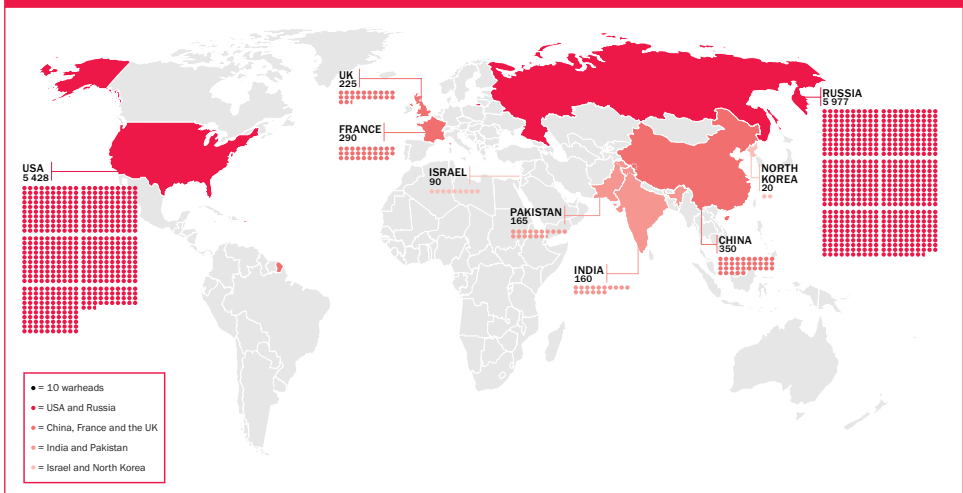 UK
225
FRANCE
290
USA
5 428
ISRAEL
90
PAKISTAN
165
INDIA
160
RUSSIA
5 977
NORTH
KOREA
20
CHINA
350
= 10 warheads
= USA and Russia
= China, France and the UK
= India and Pakistan
= Israel and North Korea